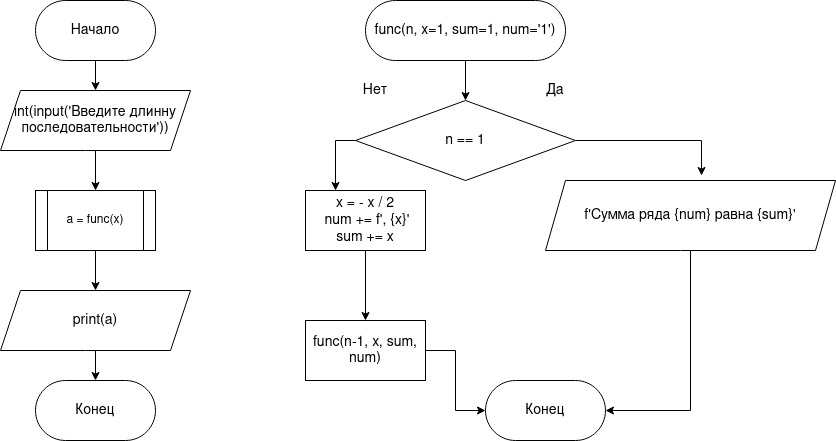 Начало
int(input('Введите длинну
последовательности'))
a = func(x)
print(a)
Конец
func(n, x=1, sum=1, num='1')
Нет
Да
n == 1
x = - x / 2
num += f', {x}'
sum += x
f'Сумма ряда {num} равна {sum}'
func(n-1, x, sum,
num)
Конец